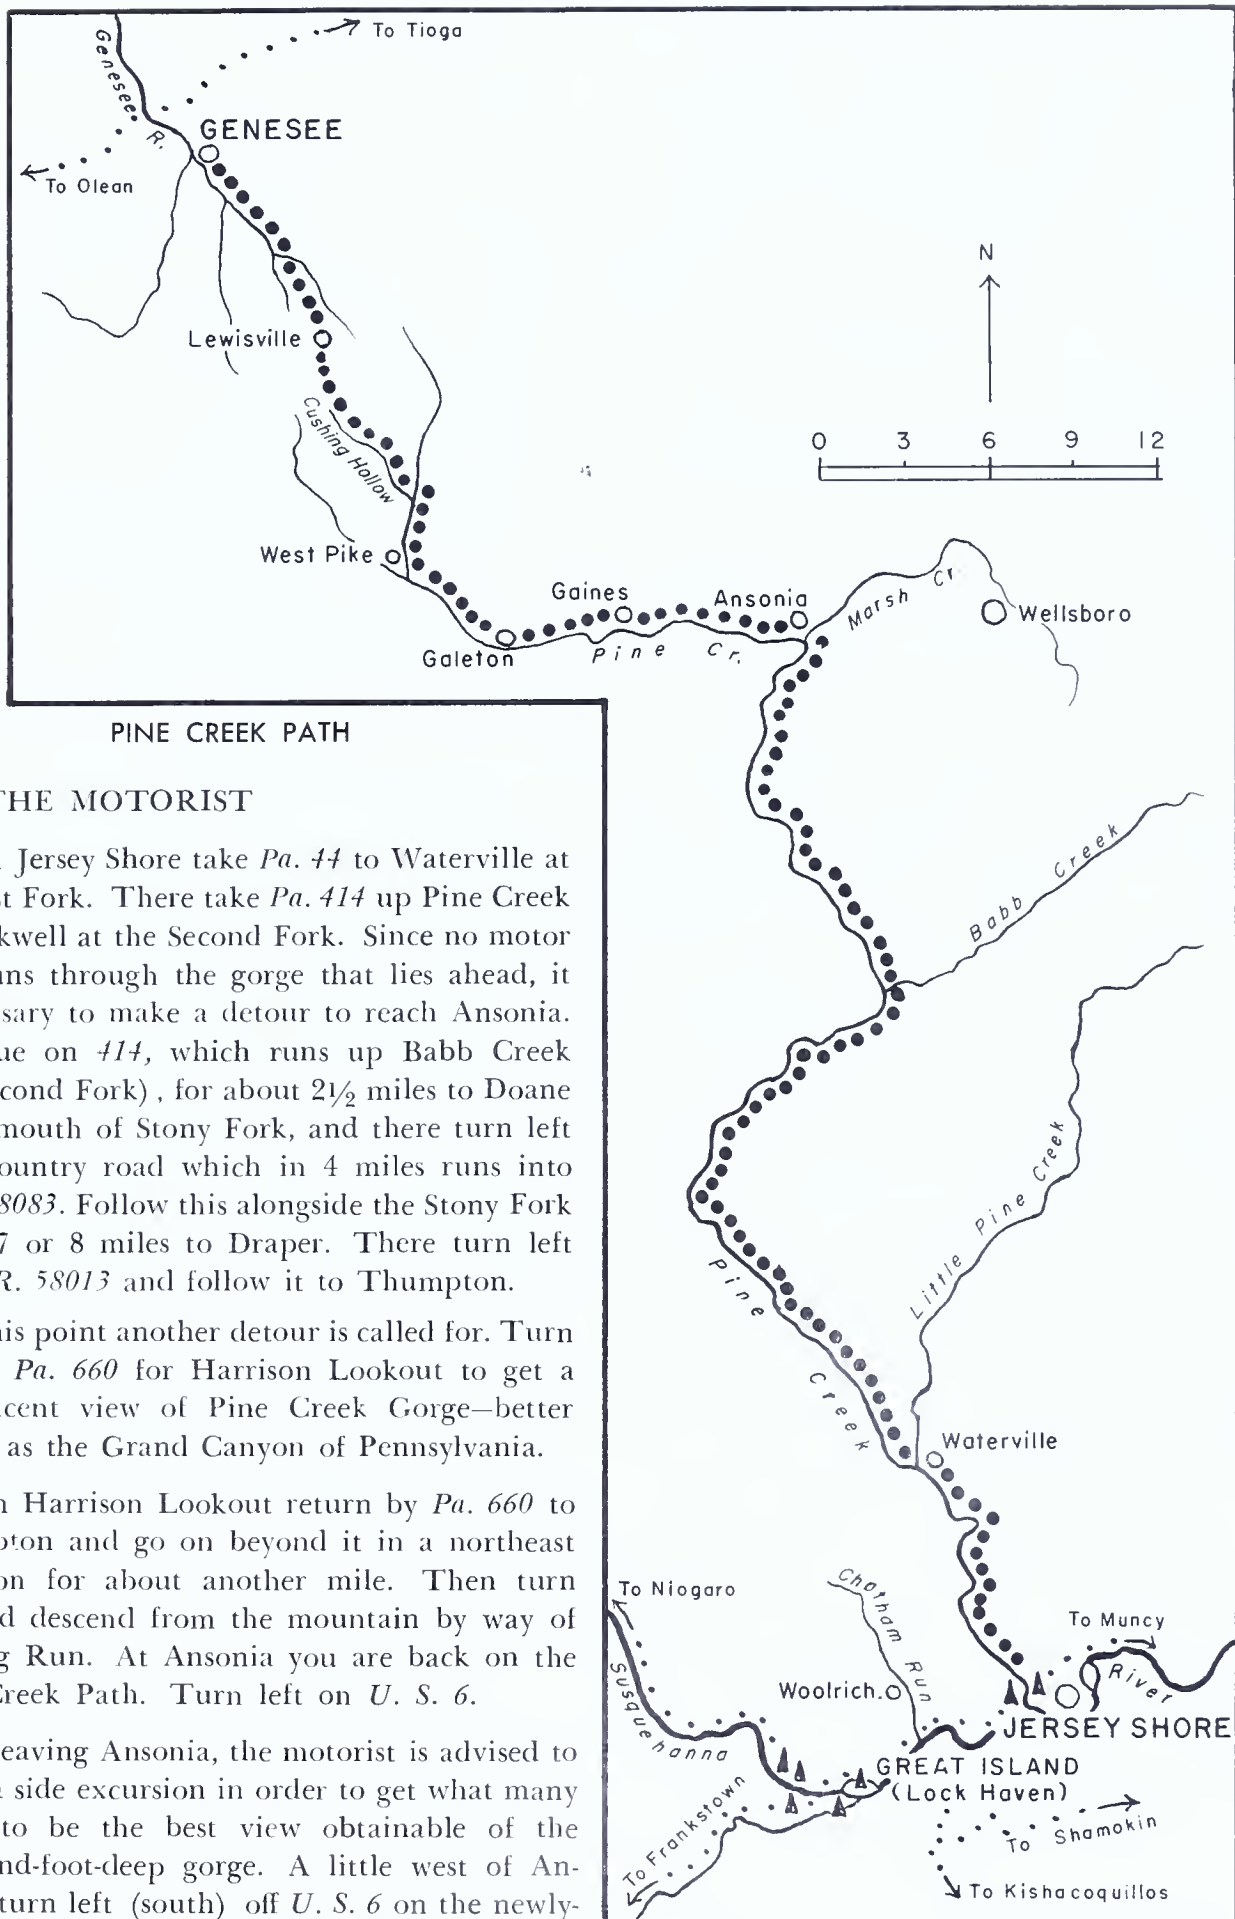 Genesee R.
To Tioga
GENESEE
To Olean
N
Lewisville
Cushing Hollow
0 3 6 9 12
West Pike
Gaines
Ansonia
Marsh Cr.
Wellsboro
Galeton
Pine Cr.
PINE CREEK PATH
THE MOTORIST
Jersey Shore take Pa. 44 to Waterville at
st Fork. There take Pa. 414 up Pine Creek
kwell at the Second Fork. Since no motor
uns through the gorge that lies ahead, it
ssary to make a detour to reach Ansonia.
ue on 414, which runs up Babb Creek
cond Fork), for about 2½ miles to Doane
mouth of Stony Fork, and there turn left
ountry road which in 4 miles runs into
8083. Follow this alongside the Stony Fork
7 or 8 miles to Draper. There turn left
R. 58013 and follow it to Thumpton.
his point another detour is called for. Turn
Pa. 660 for Harrison Lookout to get a
icent view of Pine Creek Gorge—better
as the Grand Canyon of Pennsylvania.
n Harrison Lookout return by Pa. 660 to
pton and go on beyond it in a northeast
on for about another mile. Then turn
d descend from the mountain by way of
g Run. At Ansonia you are back on the
Creek Path. Turn left on U. S. 6.
eaving Ansonia, the motorist is advised to
a side excursion in order to get what many
to be the best view obtainable of the
nd-foot-deep gorge. A little west of An-
turn left (south) off U. S. 6 on the newly-
Babb Creek
Little Pine Creek
Pine Creek
Waterville
To Niagara
Chatham Run
To Muncy
Susquehanna
Woolrich
River
JERSEY SHORE
GREAT ISLAND
(Lock Haven)
To Frankstown
To Shamokin
To Kishacoquillos